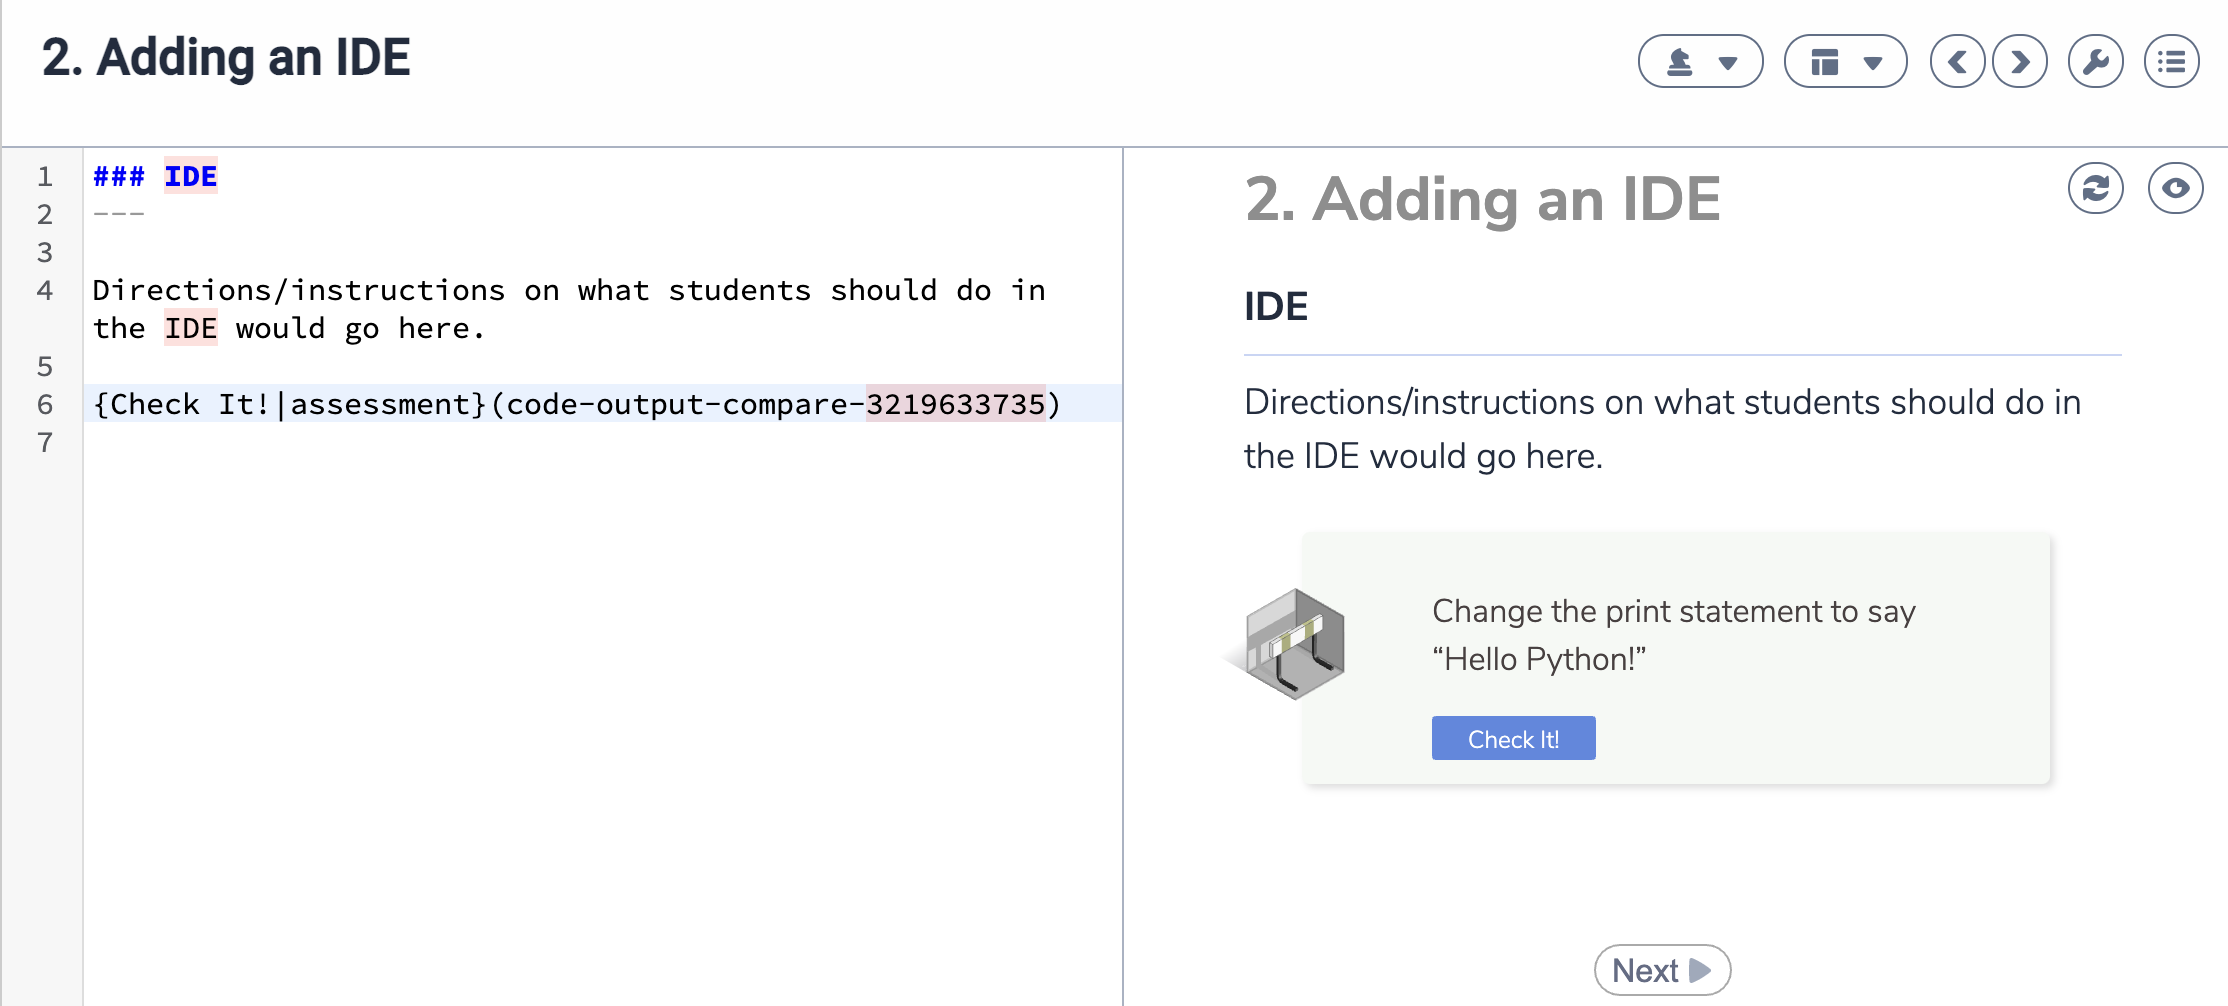 2. Adding an IDE
1 ### IDE
2 ---
3
4 Directions/instructions on what students should do in
the IDE would go here.
5
6 {Check It!|assessment}(code-output-compare-3219633735)
7
2. Adding an IDE
IDE
Directions/instructions on what students should do in
the IDE would go here.
Change the print statement to say
“Hello Python!”
Check It!
Next